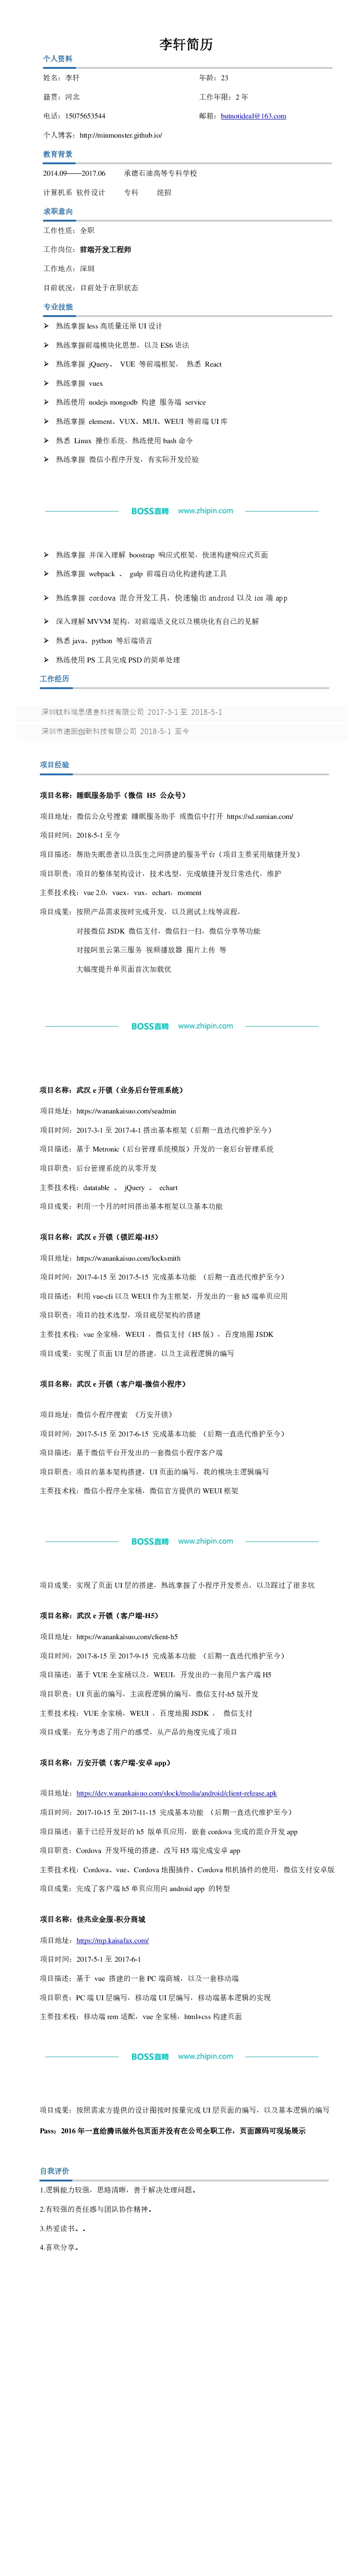 李轩简历
个人资料
姓名：李轩 年龄：23
籍贯：河北 工作年限：2 年
电话：15075653544 邮箱：butnotideal@163.com
个人博客：http://minmonster.github.io/
教育背景
2014.09——2017.06 承德石油高等专科学校
计算机系 软件设计 专科 统招
求职意向
工作性质：全职
工作岗位：前端开发工程师
工作地点：深圳
目前状况：目前处于在职状态
专业技能
➢ 熟练掌握 less 高质量还原 UI 设计
➢ 熟练掌握前端模块化思想，以及 ES6 语法
➢ 熟练掌握 jQuery、 VUE 等前端框架， 熟悉 React
➢ 熟练掌握 vuex
➢ 熟练使用 nodejs mongodb 构建 服务端 service
➢ 熟练掌握 element、VUX、MUI、WEUI 等前端 UI 库
➢ 熟悉 Linux 操作系统，熟练使用 bash 命令
➢ 熟练掌握 微信小程序开发，有实际开发经验
BOSS直聘 www.zhipin.com
➢ 熟练掌握 并深入理解 boostrap 响应式框架，快速构建响应式页面
➢ 熟练掌握 webpack 、 gulp 前端自动化构建构建工具
➢ 熟练掌握 cordova 混合开发工具，快速输出 android 以及 ios 端 app
➢ 深入理解 MVVM 架构，对前端语义化以及模块化有自己的见解
➢ 熟悉 java、python 等后端语言
➢ 熟练使用 PS 工具完成 PSD 的简单处理
工作经历
深圳钛科瑞思信息科技有限公司 2017-3-1 至 2018-5-1
深圳市速眠创新科技有限公司 2018-5-1 至今
项目经验
项目名称：睡眠服务助手（微信 H5 公众号）
项目地址：微信公众号搜索 睡眠服务助手 或微信中打开 https://sd.sumian.com/
项目时间：2018-5-1 至今
项目描述：帮助失眠患者以及医生之间搭建的服务平台（项目主要采用敏捷开发）
项目职责：项目的整体架构设计，技术选型，完成敏捷开发日常迭代，维护
主要技术栈：vue 2.0，vuex，vux，echart，moment
项目成果：按照产品需求按时完成开发，以及测试上线等流程，
对接微信 JSDK 微信支付，微信扫一扫，微信分享等功能
对接阿里云第三服务 视频播放器 图片上传 等
大幅度提升单页面首次加载优
BOSS直聘 www.zhipin.com
项目名称：武汉 e 开锁（业务后台管理系统）
项目地址：https://wanankaisuo.com/seadmin
项目时间：2017-3-1 至 2017-4-1 搭出基本框架（后期一直迭代维护至今）
项目描述：基于 Metronic（后台管理系统模版）开发的一套后台管理系统
项目职责：后台管理系统的从零开发
主要技术栈：datatable 、 jQuery 、 echart
项目成果：利用一个月的时间搭出基本框架以及基本功能
项目名称：武汉 e 开锁（锁匠端-H5）
项目地址：https://wanankaisuo.com/locksmith
项目时间：2017-4-15 至 2017-5-15 完成基本功能 （后期一直迭代维护至今）
项目描述：利用 vue-cli 以及 WEUI 作为主框架，开发出的一套 h5 端单页应用
项目职责：项目的技术选型，项目底层架构的搭建
主要技术栈：vue 全家桶，WEUI ，微信支付（H5 版），百度地图 JSDK
项目成果：实现了页面 UI 层的搭建，以及主流程逻辑的编写
项目名称：武汉 e 开锁（客户端-微信小程序）
项目地址：微信小程序搜索 《万安开锁》
项目时间：2017-5-15 至 2017-6-15 完成基本功能 （后期一直迭代维护至今）
项目描述：基于微信平台开发出的一套微信小程序客户端
项目职责：项目的基本架构搭建，UI 页面的编写，我的模块主逻辑编写
主要技术栈：微信小程序全家桶，微信官方提供的 WEUI 框架
BOSS直聘 www.zhipin.com
项目成果：实现了页面 UI 层的搭建，熟练掌握了小程序开发要点，以及踩过了很多坑
项目名称：武汉 e 开锁（客户端-H5）
项目地址：https://wanankaisuo.com/client-h5
项目时间：2017-8-15 至 2017-9-15 完成基本功能 （后期一直迭代维护至今）
项目描述：基于 VUE 全家桶以及，WEUI，开发出的一套用户客户端 H5
项目职责：UI 页面的编写，主流程逻辑的编写，微信支付-h5 版开发
主要技术栈：VUE 全家桶，WEUI ，百度地图 JSDK ， 微信支付
项目成果：充分考虑了用户的感受，从产品的角度完成了项目
项目名称：万安开锁（客户端-安卓 app）
项目地址：https://dev.wanankaisuo.com/slock/media/android/client-release.apk
项目时间：2017-10-15 至 2017-11-15 完成基本功能 （后期一直迭代维护至今）
项目描述：基于已经开发好的 h5 版单页应用，嵌套 cordova 完成的混合开发 app
项目职责：Cordova 开发环境的搭建，改写 H5 端完成安卓 app
主要技术栈：Cordova、vue、Cordova 地图插件、Cordova 相机插件的使用，微信支付安卓版
项目成果：完成了客户端 h5 单页应用向 android app 的转型
项目名称：佳兆业金服-积分商城
项目地址：https://mp.kaisafax.com/
项目时间：2017-5-1 至 2017-6-1
项目描述：基于 vue 搭建的一套 PC 端商城，以及一套移动端
项目职责：PC 端 UI 层编写，移动端 UI 层编写，移动端基本逻辑的实现
主要技术栈：移动端 rem 适配，vue 全家桶，html+css 构建页面
BOSS直聘 www.zhipin.com
项目成果：按照需求方提供的设计图按时按量完成 UI 层页面的编写，以及基本逻辑的编写
Pass：2016 年一直给腾讯做外包页面并没有在公司全职工作，页面源码可现场展示
自我评价
1.逻辑能力较强，思路清晰，善于解决处理问题。
2.有较强的责任感与团队协作精神。
3.热爱读书。。
4.喜欢分享。